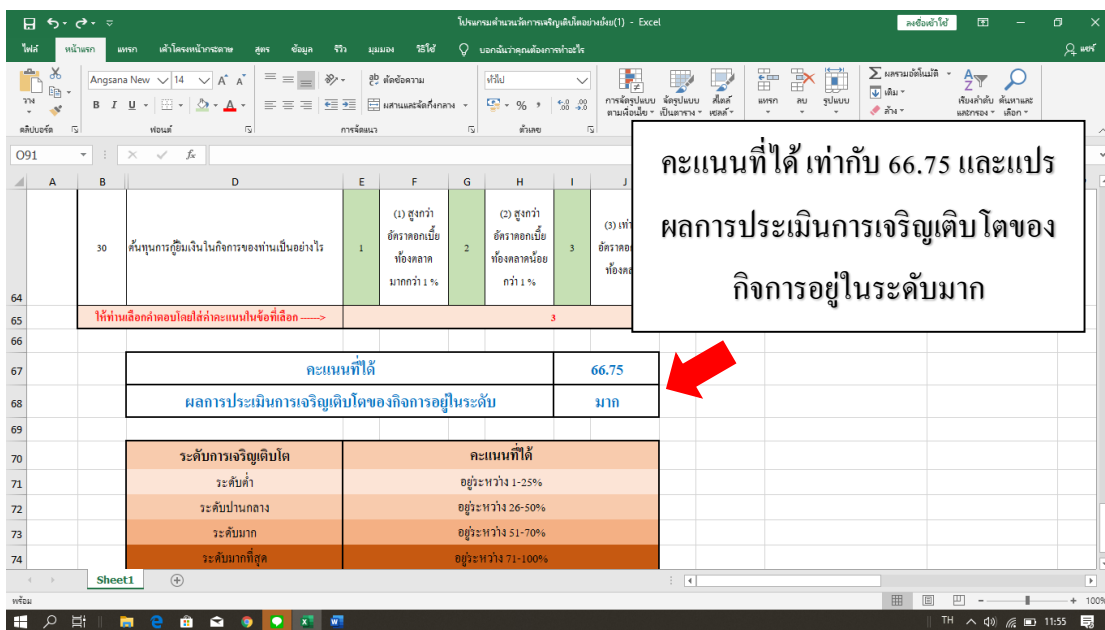 โปรแกรมคำนวนวัดการเจริญเติบโตอย่างยั่งย(1) - Excel
ลงชื่อเข้าใช้
ไฟล์ หน้าแรก แทรก เค้าโครงหน้ากระดาษ สูตร ข้อมูล รีวิว มุมมอง วิธีใช้ บอกฉันว่าคุณต้องการทำอะไร แชร์
วาง
คลิปบอร์ด
Angsana New 14
B I U
ฟอนต์
ตัดข้อความ
ผสานและจัดกึ่งกลาง
การจัดแนว
ทั่วไป
ตัวเลข
การจัดรูปแบบ
ตามเงื่อนไข
จัดรูปแบบ
เป็นตาราง
สไตล์
เซลล์
แทรก ลบ รูปแบบ
ผลรวมอัตโนมัติ
เติม
ล้าง
เรียงลำดับ
และกรอง
ค้นหาและ
เลือก
O91
fx
คะแนนที่ได้ เท่ากับ 66.75 และแปร
ผลการประเมินการเจริญเติบโตของ
กิจการอยู่ในระดับมาก
A B D E F G H I J
64 30 ต้นทุนการกู้ยืมเงินในกิจการของท่านเป็นอย่างไร 1
(1) สูงกว่า
อัตราดอกเบี้ย
ท้องตลาด
มากกว่า 1 %
2
(2) สูงกว่า
อัตราดอกเบี้ย
ท้องตลาดน้อย
กว่า 1 %
3
65 ให้ท่านเลือกคำตอบโดยใส่ค่าคะแนนในข้อที่เลือก ------> 3
66
67 คะแนนที่ได้ 66.75
68 ผลการประเมินการเจริญเติบโตของกิจการอยู่ในระดับ มาก
69
70 ระดับการเจริญเติบโต คะแนนที่ได้
71 ระดับต่ำ อยู่ระหว่าง 1-25%
72 ระดับปานกลาง อยู่ระหว่าง 26-50%
73 ระดับมาก อยู่ระหว่าง 51-70%
74 ระดับมากที่สุด อยู่ระหว่าง 71-100%
Sheet1
พร้อม
100%
TH 11:55